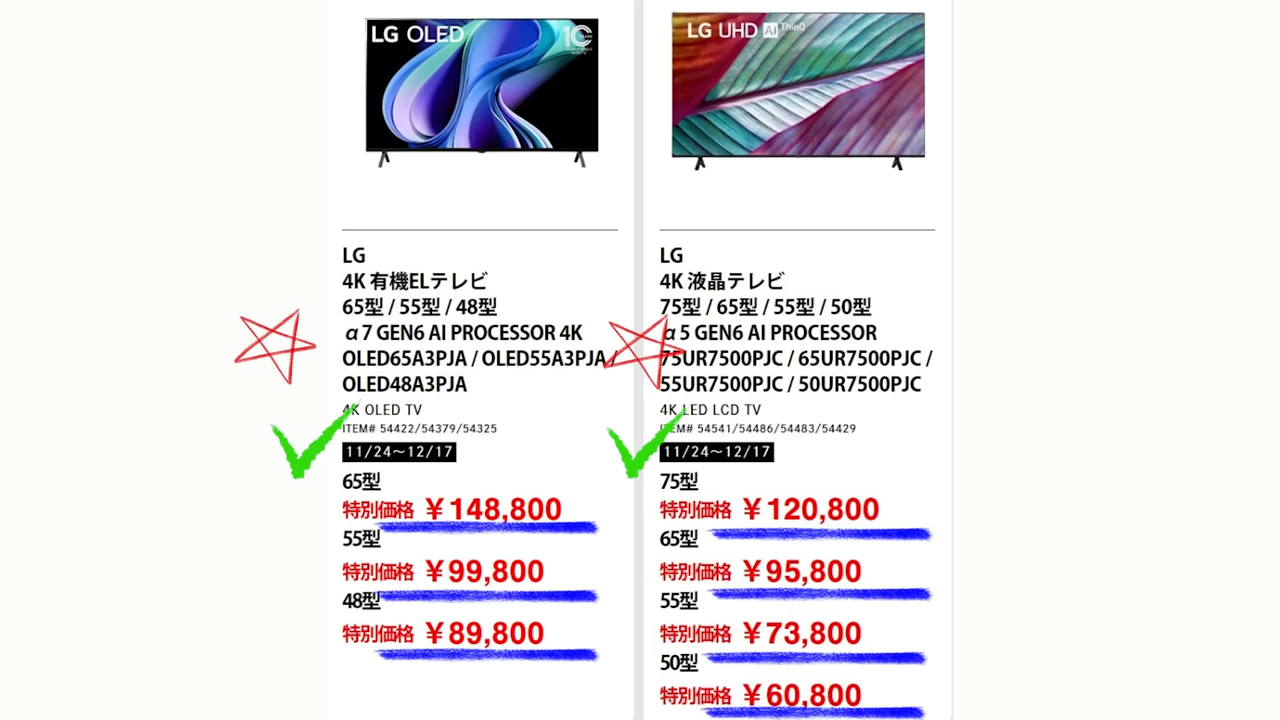 LG OLED
10
LG
4K 有機ELテレビ
65型 / 55型 / 48型
α7 GEN6 AI PROCESSOR 4K
OLED65A3PJA / OLED55A3PJA /
OLED48A3PJA
4K OLED TV
ITEM# 54422/54379/54325
11/24～12/17
65型
特別価格 ￥148,800
55型
特別価格 ￥99,800
48型
特別価格 ￥89,800
LG UHD AI ThinQ
LG
4K 液晶テレビ
75型 / 65型 / 55型 / 50型
α5 GEN6 AI PROCESSOR
75UR7500PJC / 65UR7500PJC /
55UR7500PJC / 50UR7500PJC
4K LED LCD TV
ITEM# 54541/54486/54483/54429
11/24～12/17
75型
特別価格 ￥120,800
65型
特別価格 ￥95,800
55型
特別価格 ￥73,800
50型
特別価格 ￥60,800